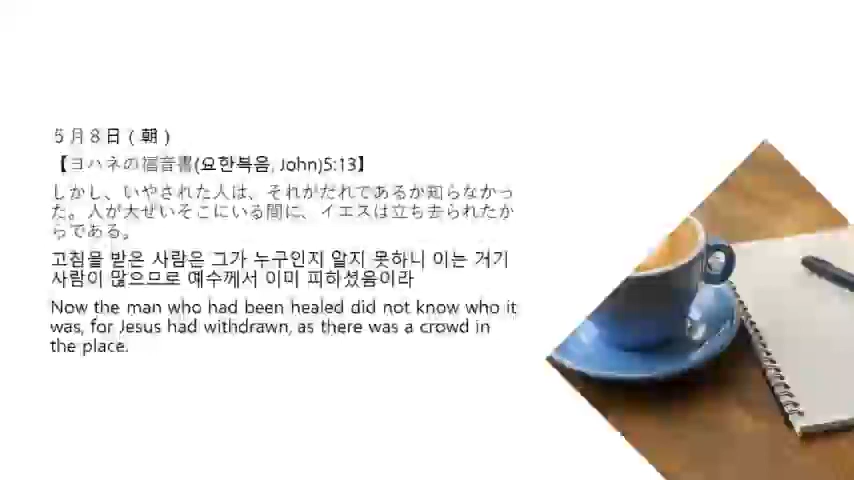 5月8日(朝)
【ヨハネの福音書(요한복음, John)5:13】
しかし、いやされた人は、それがだれであるか知らなかっ
た。人が大ぜいそこにいる間に、イエスは立ち去られたか
らである。
고침을 받은 사람은 그가 누구인지 알지 못하니 이는 거기
사람이 많으므로 예수께서 이미 피하셨음이라
Now the man who had been healed did not know who it
was, for Jesus had withdrawn, as there was a crowd in
the place.